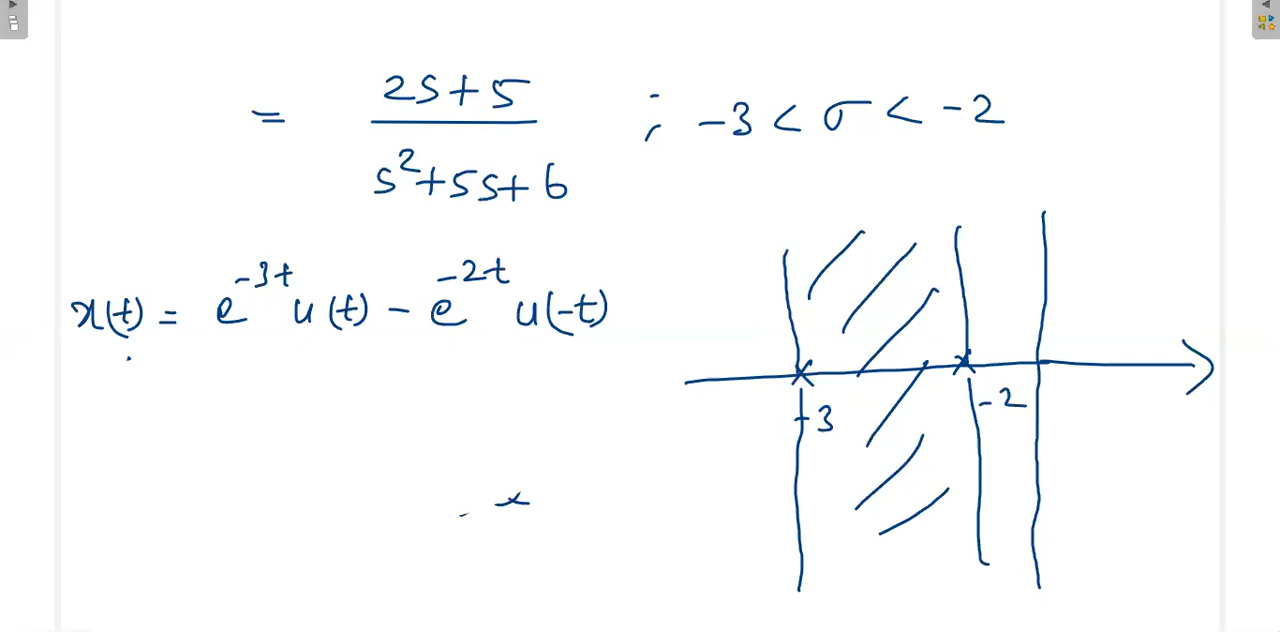 = (2s+5)/(s²+5s+6) ; -3 < σ < -2
x(t) = e^{-3t} u(t) - e^{-2t} u(-t)
-3
-2